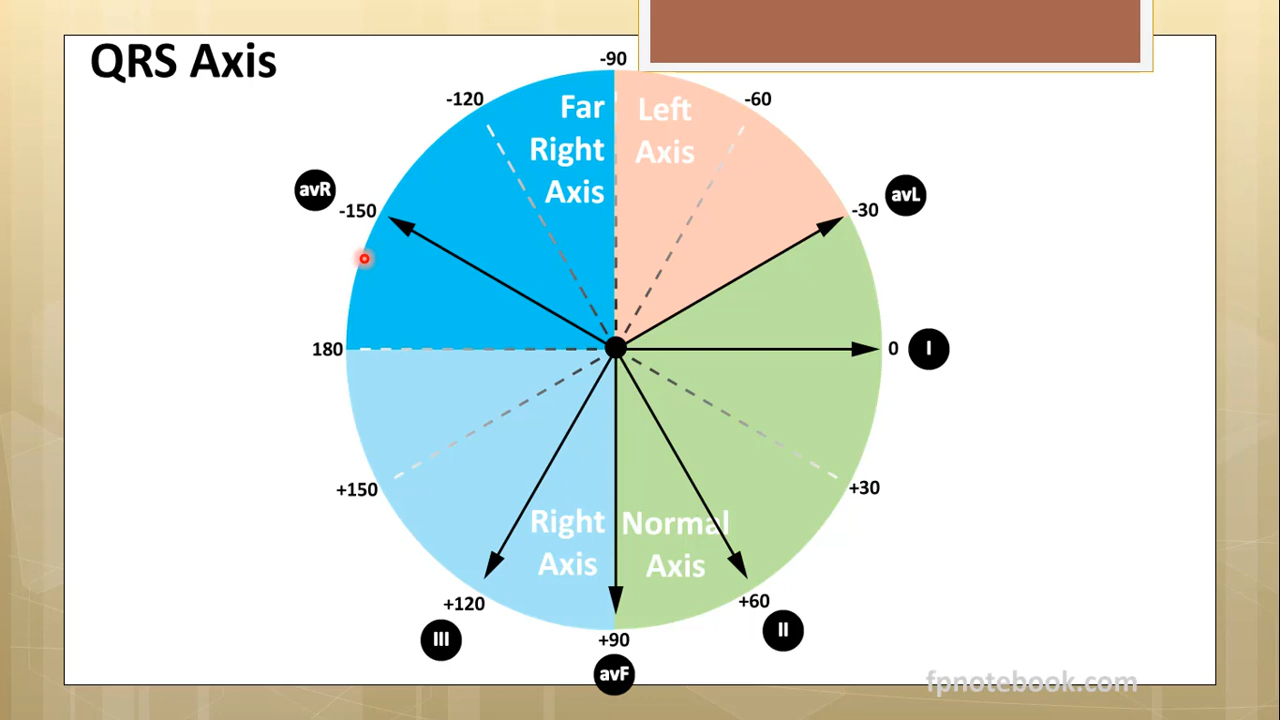 QRS Axis
-90
-120
-60
Far
Right
Axis
Left
Axis
avR
-150
-30
avL
180
0
I
+150
+30
Right
Axis
Normal
Axis
+120
+60
III
II
+90
avF
fpnotebook.com